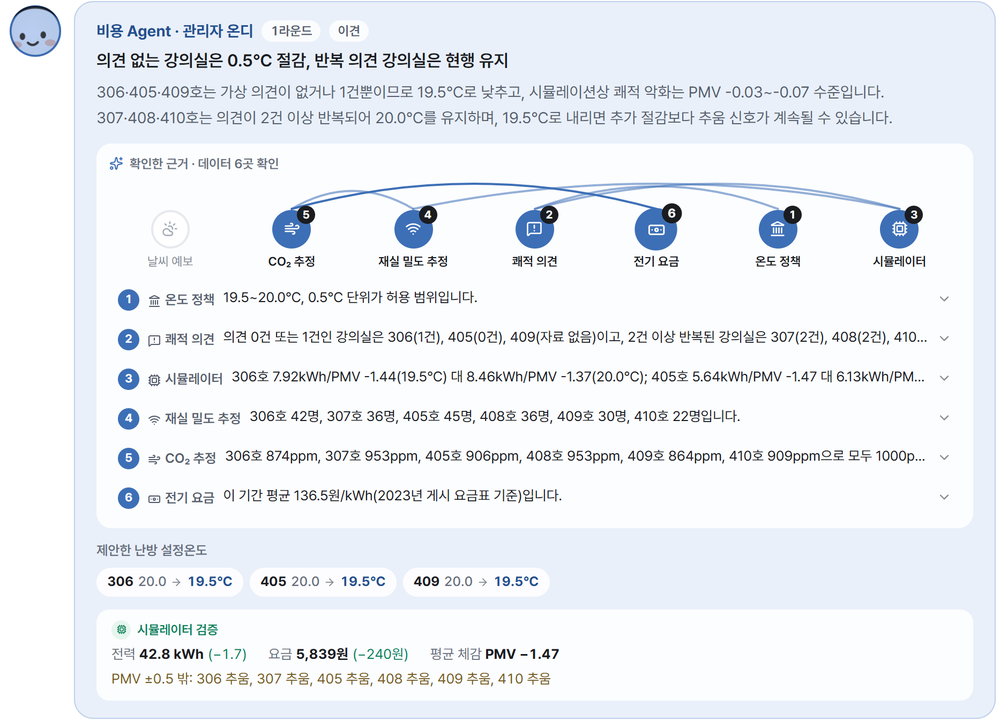 비용 Agent · 관리자 온디 1라운드 이견
의견 없는 강의실은 0.5°C 절감, 반복 의견 강의실은 현행 유지
306·405·409호는 가상 의견이 없거나 1건뿐이므로 19.5°C로 낮추고, 시뮬레이션상 쾌적 악화는 PMV -0.03~-0.07 수준입니다.
307·408·410호는 의견이 2건 이상 반복되어 20.0°C를 유지하며, 19.5°C로 내리면 추가 절감보다 추움 신호가 계속될 수 있습니다.
확인한 근거 · 데이터 6곳 확인
5 4 2 6 1 3
날씨 예보 CO₂ 추정 재실 밀도 추정 쾌적 의견 전기 요금 온도 정책 시뮬레이터
1 온도 정책 19.5~20.0°C, 0.5°C 단위가 허용 범위입니다.
2 쾌적 의견 의견 0건 또는 1건인 강의실은 306(1건), 405(0건), 409(자료 없음)이고, 2건 이상 반복된 강의실은 307(2건), 408(2건), 410...
3 시뮬레이터 306호 7.92kWh/PMV -1.44(19.5°C) 대 8.46kWh/PMV -1.37(20.0°C); 405호 5.64kWh/PMV -1.47 대 6.13kWh/PM...
4 재실 밀도 추정 306호 42명, 307호 36명, 405호 45명, 408호 36명, 409호 30명, 410호 22명입니다.
5 CO₂ 추정 306호 874ppm, 307호 953ppm, 405호 906ppm, 408호 953ppm, 409호 864ppm, 410호 909ppm으로 모두 1000p...
6 전기 요금 이 기간 평균 136.5원/kWh(2023년 게시 요금표 기준)입니다.
제안한 난방 설정온도
306 20.0 → 19.5°C 405 20.0 → 19.5°C 409 20.0 → 19.5°C
시뮬레이터 검증
전력 42.8 kWh (−1.7) 요금 5,839원 (−240원) 평균 체감 PMV −1.47
PMV ±0.5 밖: 306 추움, 307 추움, 405 추움, 408 추움, 409 추움, 410 추움